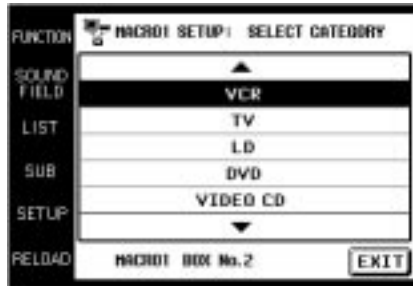 FUNCTION
SOUND
FIELD
LIST
SUB
SETUP
RELOAD
MACRO1 SETUP: SELECT CATEGORY
VCR
TV
LD
DVD
VIDEO CD
MACRO1 BOX No.2
EXIT